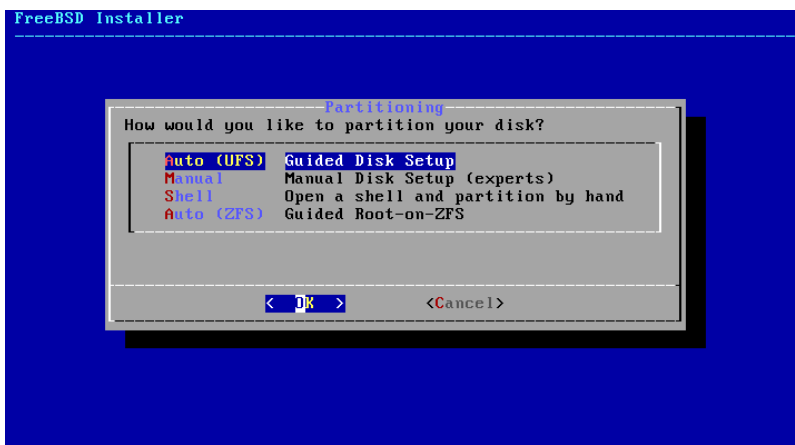 FreeBSD Installer
Partitioning
How would you like to partition your disk?
Auto (UFS) Guided Disk Setup
Manual Manual Disk Setup (experts)
Shell Open a shell and partition by hand
Auto (ZFS) Guided Root-on-ZFS
< OK > <Cancel>